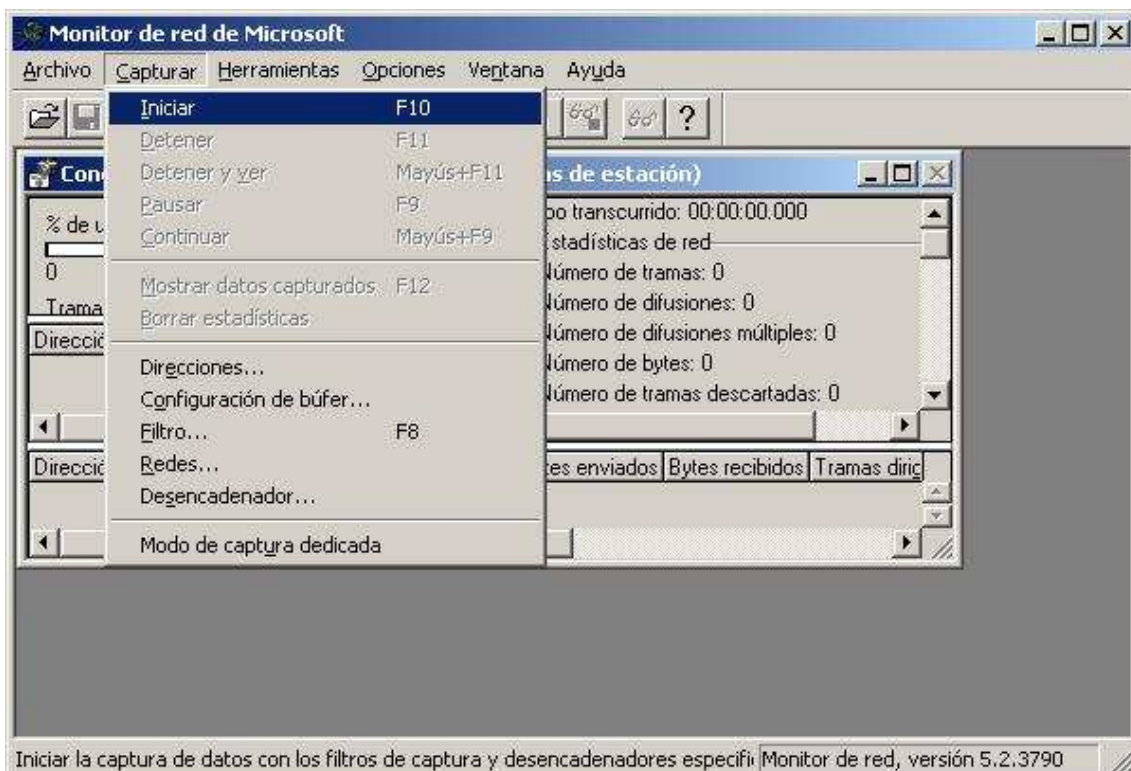 Monitor de red de Microsoft
Archivo Capturar Herramientas Opciones Ventana Ayuda
Iniciar F10
Detener F11
Detener y ver Mayús+F11
Pausar F9
Continuar Mayús+F9
Mostrar datos capturados F12
Borrar estadísticas
Direcciones...
Configuración de búfer...
Filtro... F8
Redes...
Desencadenador...
Modo de captura dedicada
de estación)
% de
transcurrido: 00:00:00.000
stadísticas de red
0
Número de tramas: 0
Número de difusiones: 0
Trama
Número de difusiones múltiples: 0
Número de bytes: 0
Número de tramas descartadas: 0
Direcció
Direcció
es enviados Bytes recibidos Tramas dirig
Iniciar la captura de datos con los filtros de captura y desencadenadores especifi
Monitor de red, versión 5.2.3790